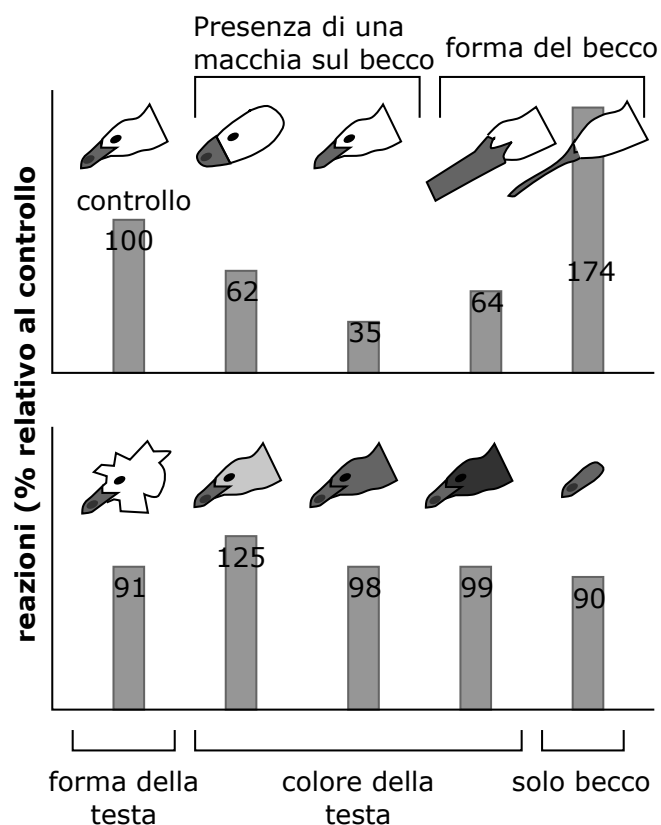 Presenza di una
macchia sul becco
forma del becco
controllo
100
62
35
64
174
reazioni (% relativo al controllo
91
125
98
99
90
forma della
testa
colore della
testa
solo becco